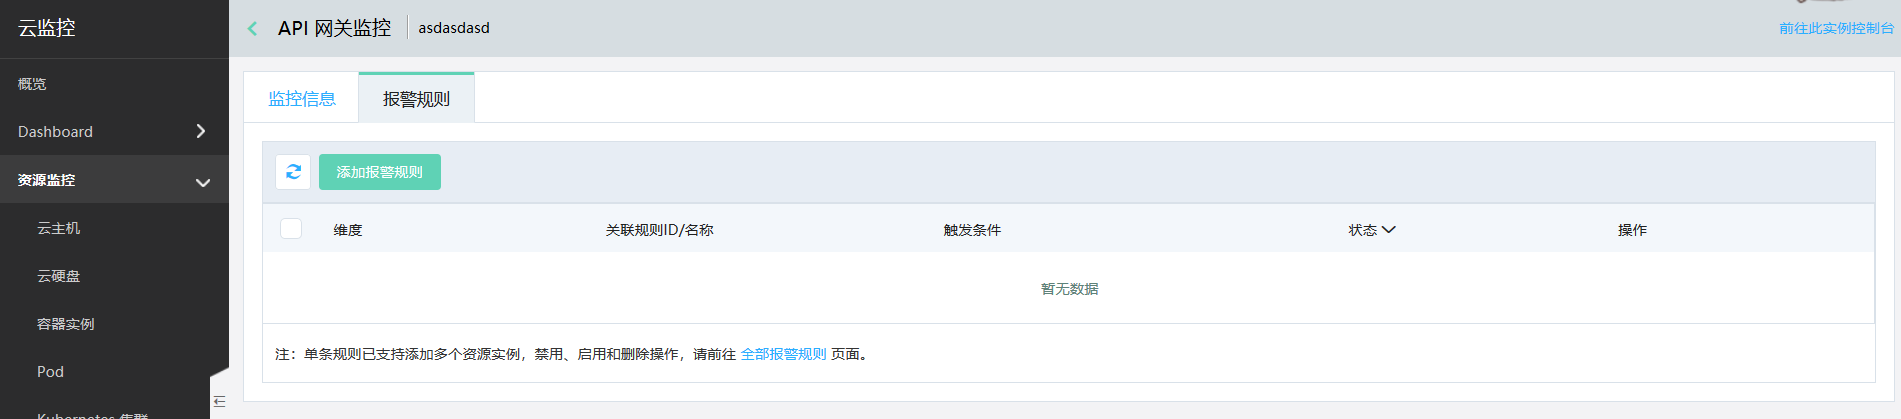 云监控
概览
Dashboard
资源监控
云主机
云硬盘
容器实例
Pod
Kubernetes 集群
API 网关监控 asdasdasd
前往此实例控制台
监控信息 报警规则
添加报警规则
维度 关联规则ID/名称 触发条件 状态 操作
暂无数据
注：单条规则已支持添加多个资源实例，禁用、启用和删除操作，请前往 全部报警规则 页面。